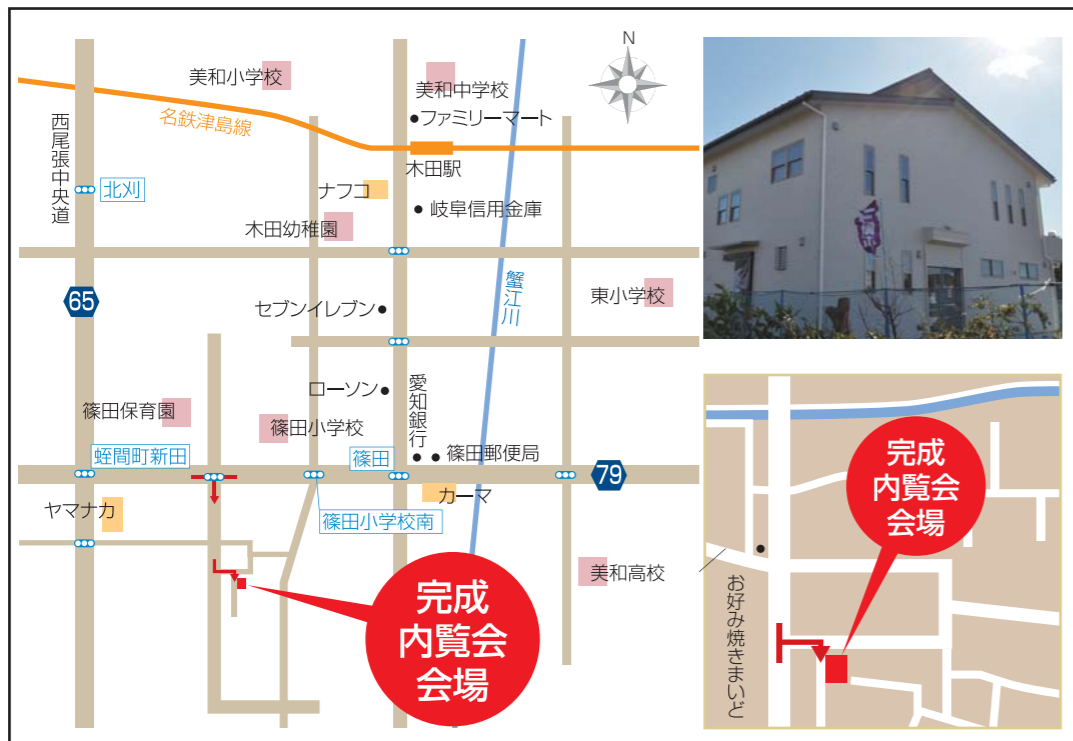 N
美和小学校
美和中学校
ファミリーマート
名鉄津島線
木田駅
西尾張中央道
北刈
ナフコ
岐阜信用金庫
木田幼稚園
蟹江川
65
セブンイレブン
東小学校
ローソン
愛知銀行
篠田保育園
篠田小学校
蛭間町新田
篠田
篠田郵便局
79
カーマ
ヤマナカ
篠田小学校南
美和高校
完成
内覧会
会場
完成
内覧会
会場
お好み焼きまいど